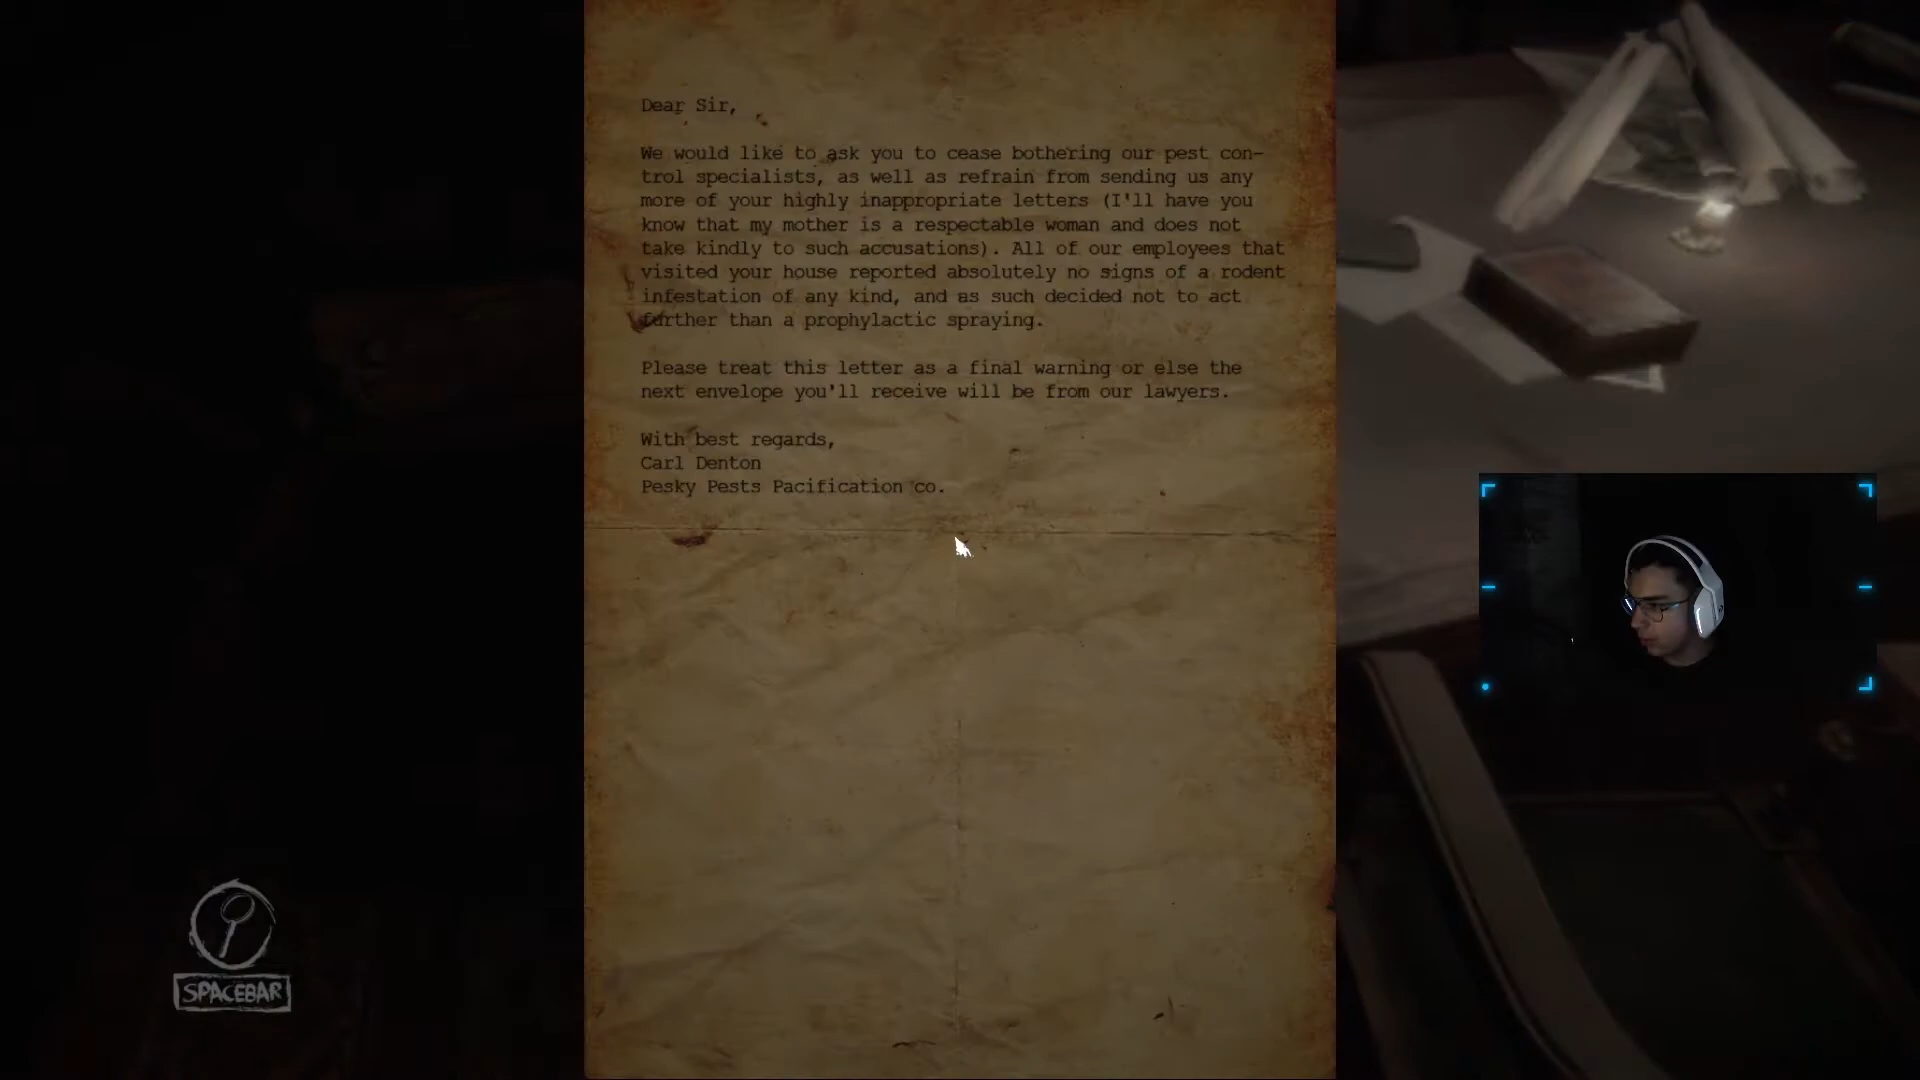 Dear Sir,
We would like to ask you to cease bothering our pest con-
trol specialists, as well as refrain from sending us any
more of your highly inappropriate letters (I'll have you
know that my mother is a respectable woman and does not
take kindly to such accusations). All of our employees that
visited your house reported absolutely no signs of a rodent
infestation of any kind, and as such decided not to act
further than a prophylactic spraying.
Please treat this letter as a final warning or else the
next envelope you'll receive will be from our lawyers.
With best regards,
Carl Denton
Pesky Pests Pacification co.
SPACEBAR